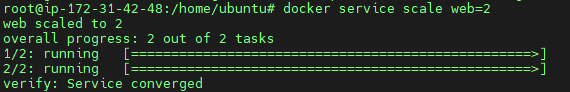 root@ip-172-31-42-48:/home/ubuntu# docker service scale web=2
web scaled to 2
overall progress: 2 out of 2 tasks
1/2: running   [==================================================>]
2/2: running   [==================================================>]
verify: Service converged